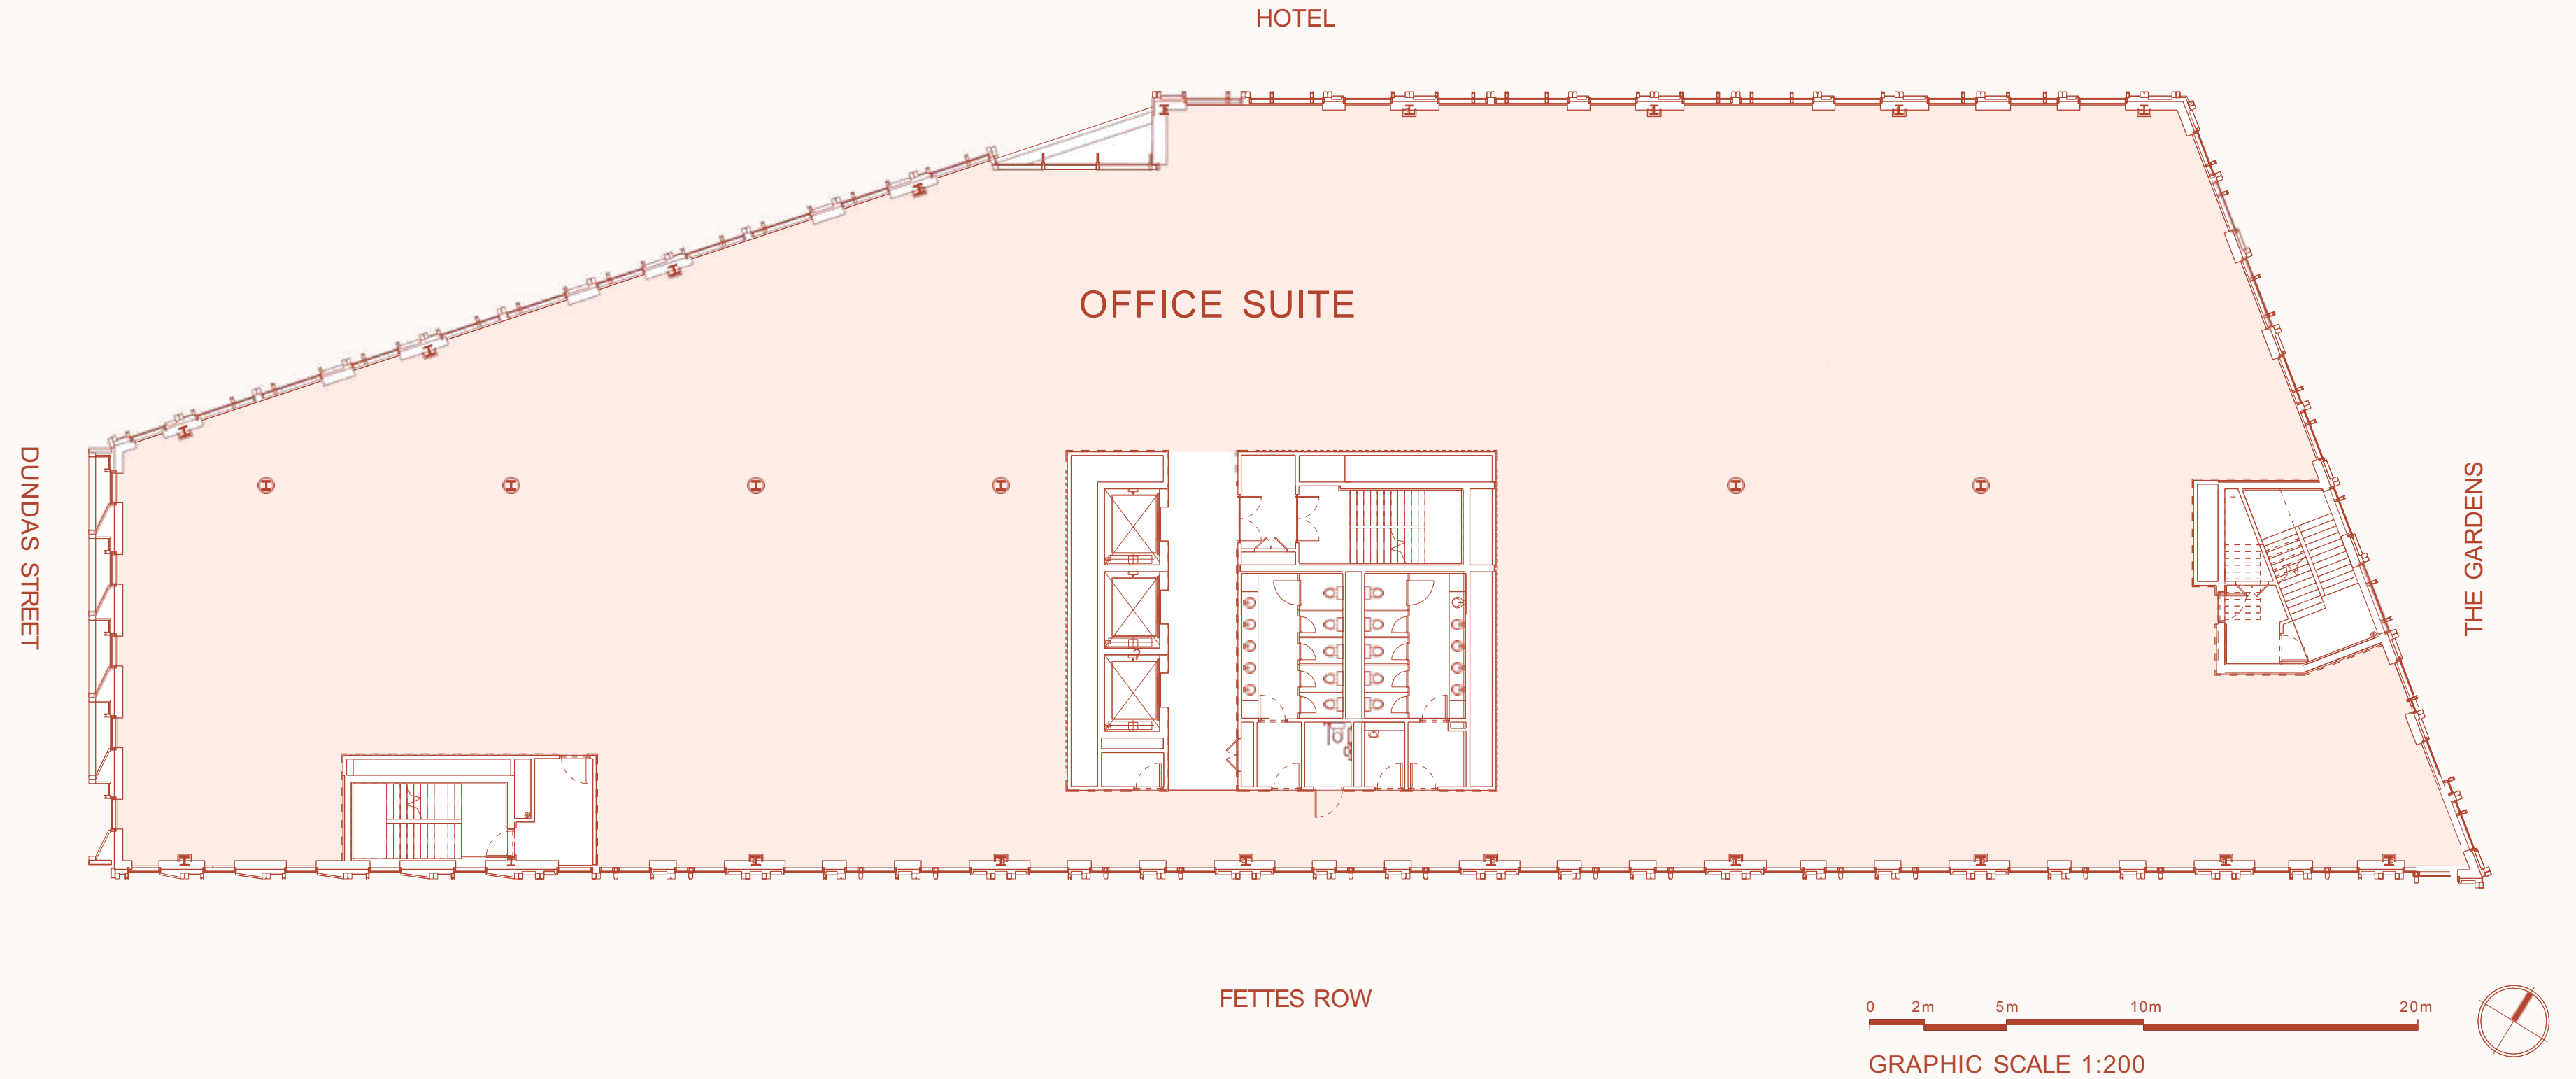 HOTEL
OFFICE SUITE
DUNDAS STREET
THE GARDENS
?
FETTES ROW
0 2m 5m 10m 20m
GRAPHIC SCALE 1:200